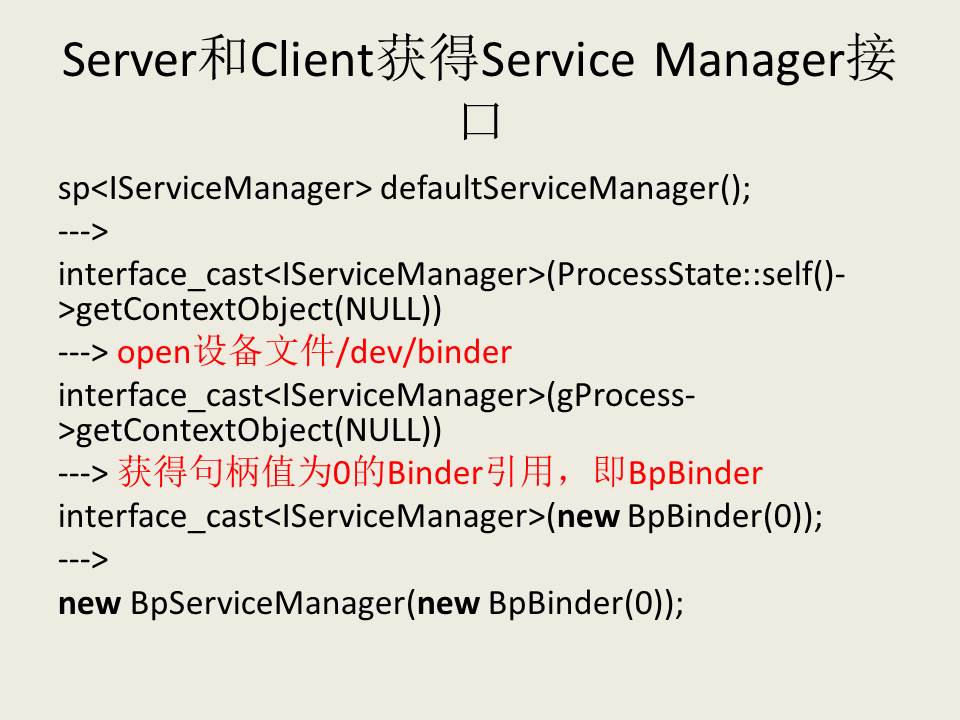 Server和Client获得Service Manager接
口
sp<IServiceManager> defaultServiceManager();
--->
interface_cast<IServiceManager>(ProcessState::self()-
>getContextObject(NULL))
---> open设备文件/dev/binder
interface_cast<IServiceManager>(gProcess-
>getContextObject(NULL))
---> 获得句柄值为0的Binder引用，即BpBinder
interface_cast<IServiceManager>(new BpBinder(0));
--->
new BpServiceManager(new BpBinder(0));